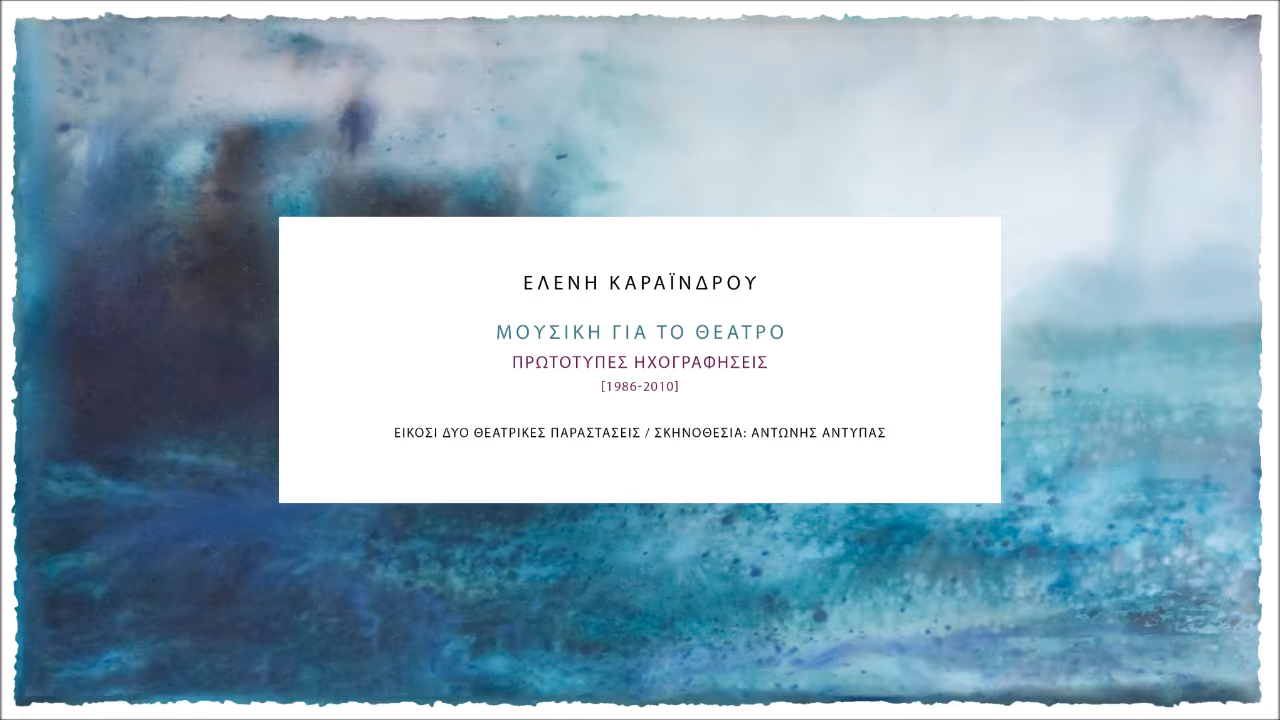 ΕΛΕΝΗ ΚΑΡΑΪΝΔΡΟΥ
ΜΟΥΣΙΚΗ ΓΙΑ ΤΟ ΘΕΑΤΡΟ
ΠΡΩΤΟΤΥΠΕΣ ΗΧΟΓΡΑΦΗΣΕΙΣ
[1986-2010]
ΕΙΚΟΣΙ ΔΥΟ ΘΕΑΤΡΙΚΕΣ ΠΑΡΑΣΤΑΣΕΙΣ / ΣΚΗΝΟΘΕΣΙΑ: ΑΝΤΩΝΗΣ ΑΝΤΥΠΑΣ